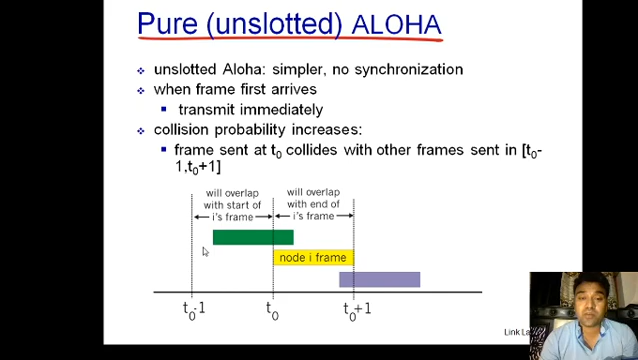 Pure (unslotted) ALOHA
unslotted Aloha: simpler, no synchronization
when frame first arrives
transmit immediately
collision probability increases:
frame sent at t0 collides with other frames sent in [t0-
1,t0+1]
will overlap
with start of
i's frame
will overlap
with end of
i's frame
node i frame
t0-1
t0
t0+1
Link La